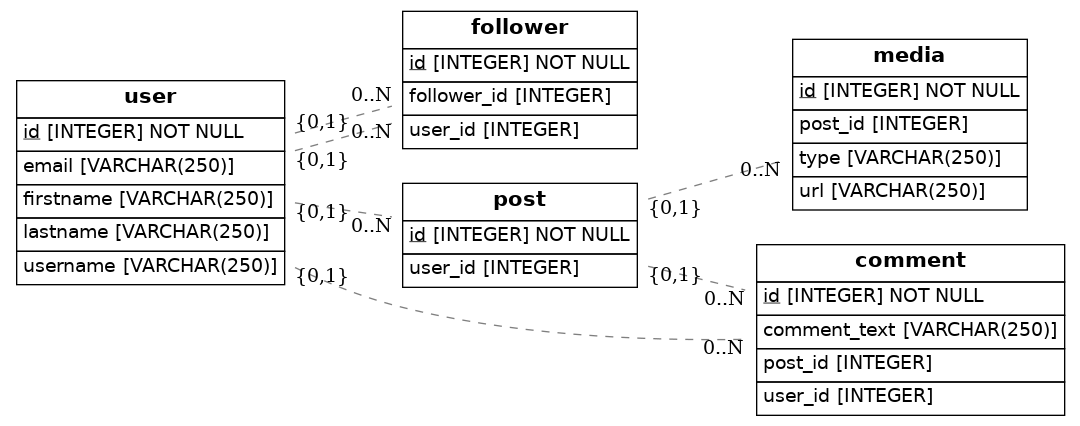 user
id [INTEGER] NOT NULL
email [VARCHAR(250)]
firstname [VARCHAR(250)]
lastname [VARCHAR(250)]
username [VARCHAR(250)]
{0,1}
{0,1}
{0,1}
{0,1}
0..N
0..N
0..N
follower
id [INTEGER] NOT NULL
follower_id [INTEGER]
user_id [INTEGER]
post
id [INTEGER] NOT NULL
user_id [INTEGER]
{0,1}
{0,1}
0..N
0..N
0..N
media
id [INTEGER] NOT NULL
post_id [INTEGER]
type [VARCHAR(250)]
url [VARCHAR(250)]
comment
id [INTEGER] NOT NULL
comment_text [VARCHAR(250)]
post_id [INTEGER]
user_id [INTEGER]